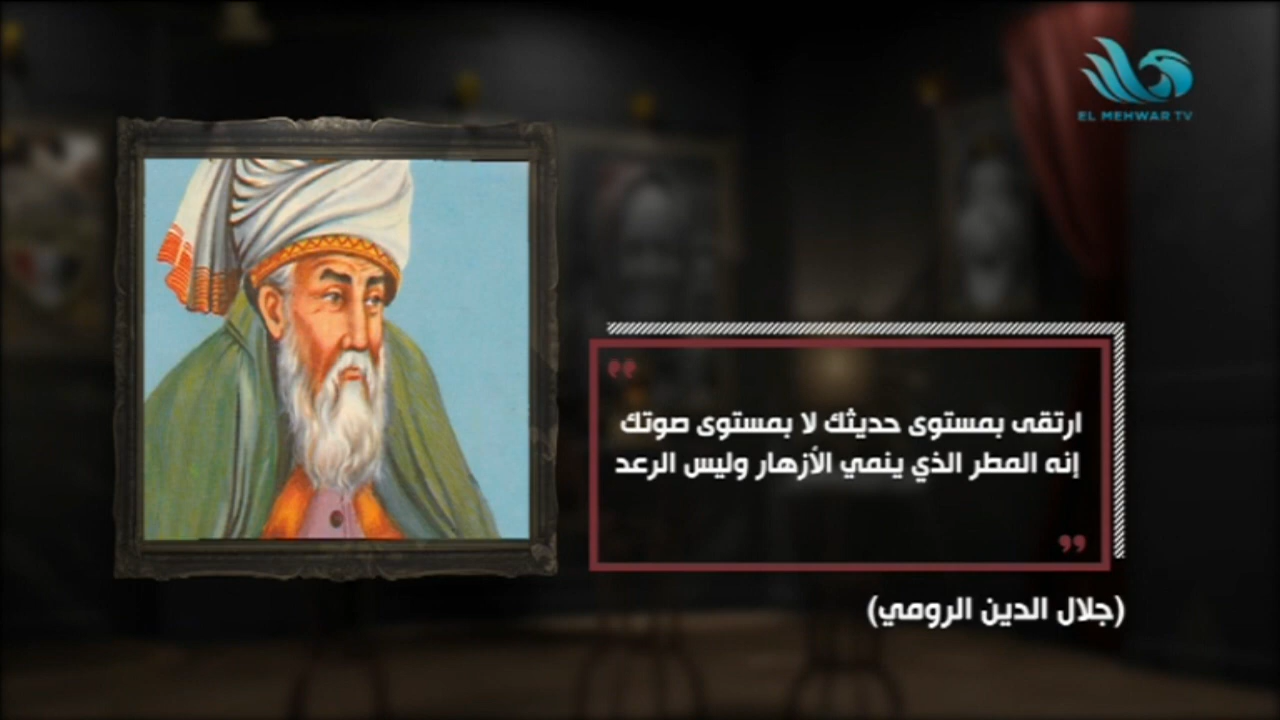 EL MEHWAR TV
ارتقى بمستوى حديثك لا بمستوى صوتك
إنه المطر الذي ينمي الأزهار وليس الرعد
(جلال الدين الرومي)